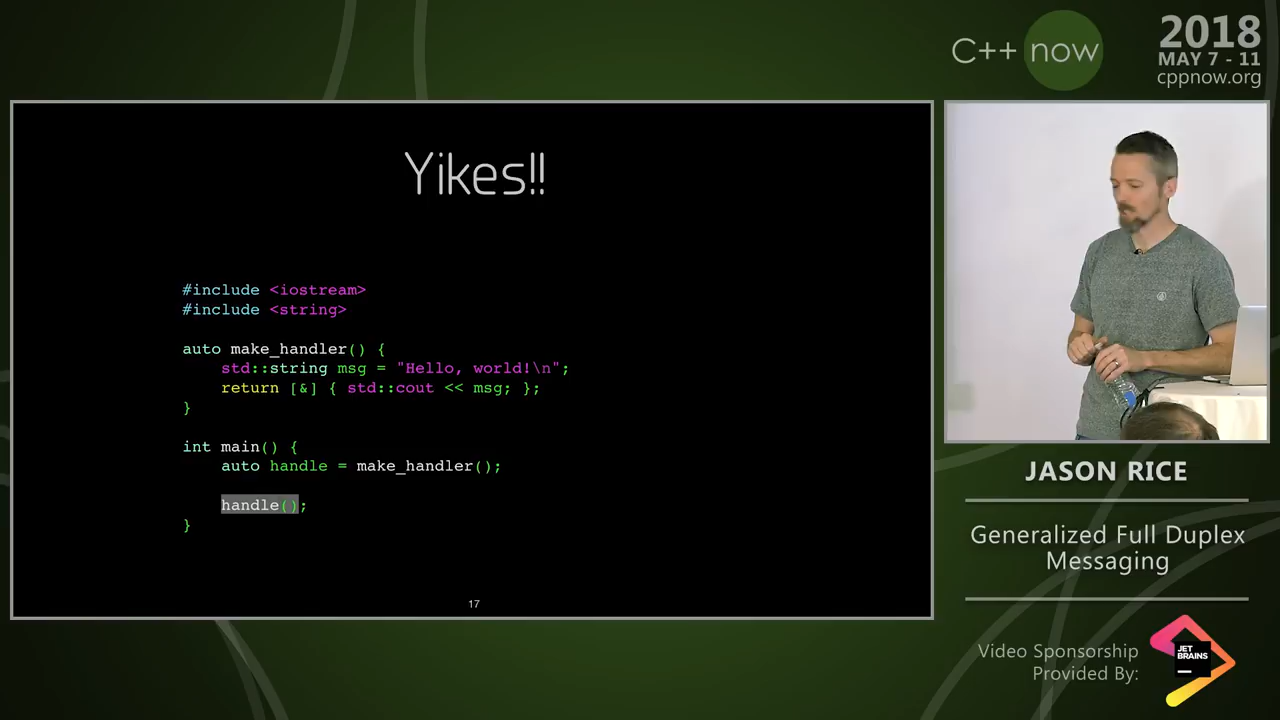 C++ now
2018
MAY 7 - 11
cppnow.org
Yikes!!
#include <iostream>
#include <string>
auto make_handler() {
    std::string msg = "Hello, world!\n";
    return [&] { std::cout << msg; };
}
int main() {
    auto handle = make_handler();
    handle();
}
17
JASON RICE
Generalized Full Duplex
Messaging
Video Sponsorship
Provided By:
JET
BRAINS